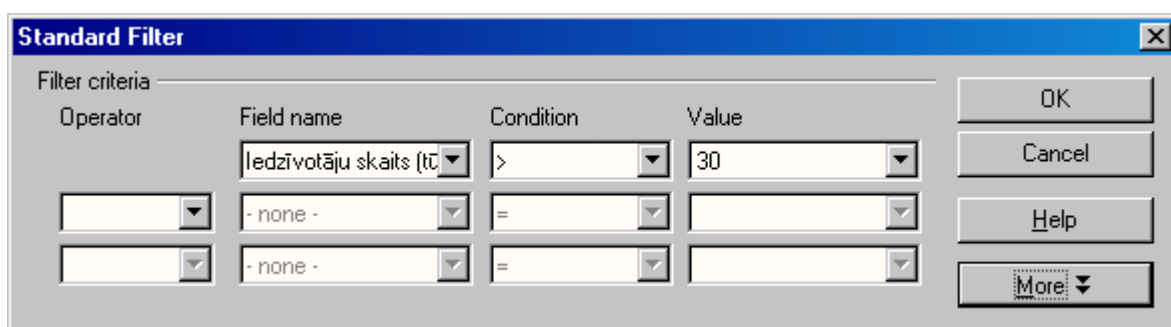 Standard Filter
Filter criteria
Operator Field name Condition Value
Iedzīvotāju skaits (tū > 30
- none - =
- none - =
OK
Cancel
Help
More